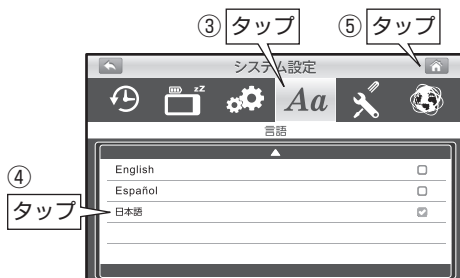 ③ タップ
⑤ タップ
システム設定
zZ
Aa
言語
English
Español
④
タップ
日本語